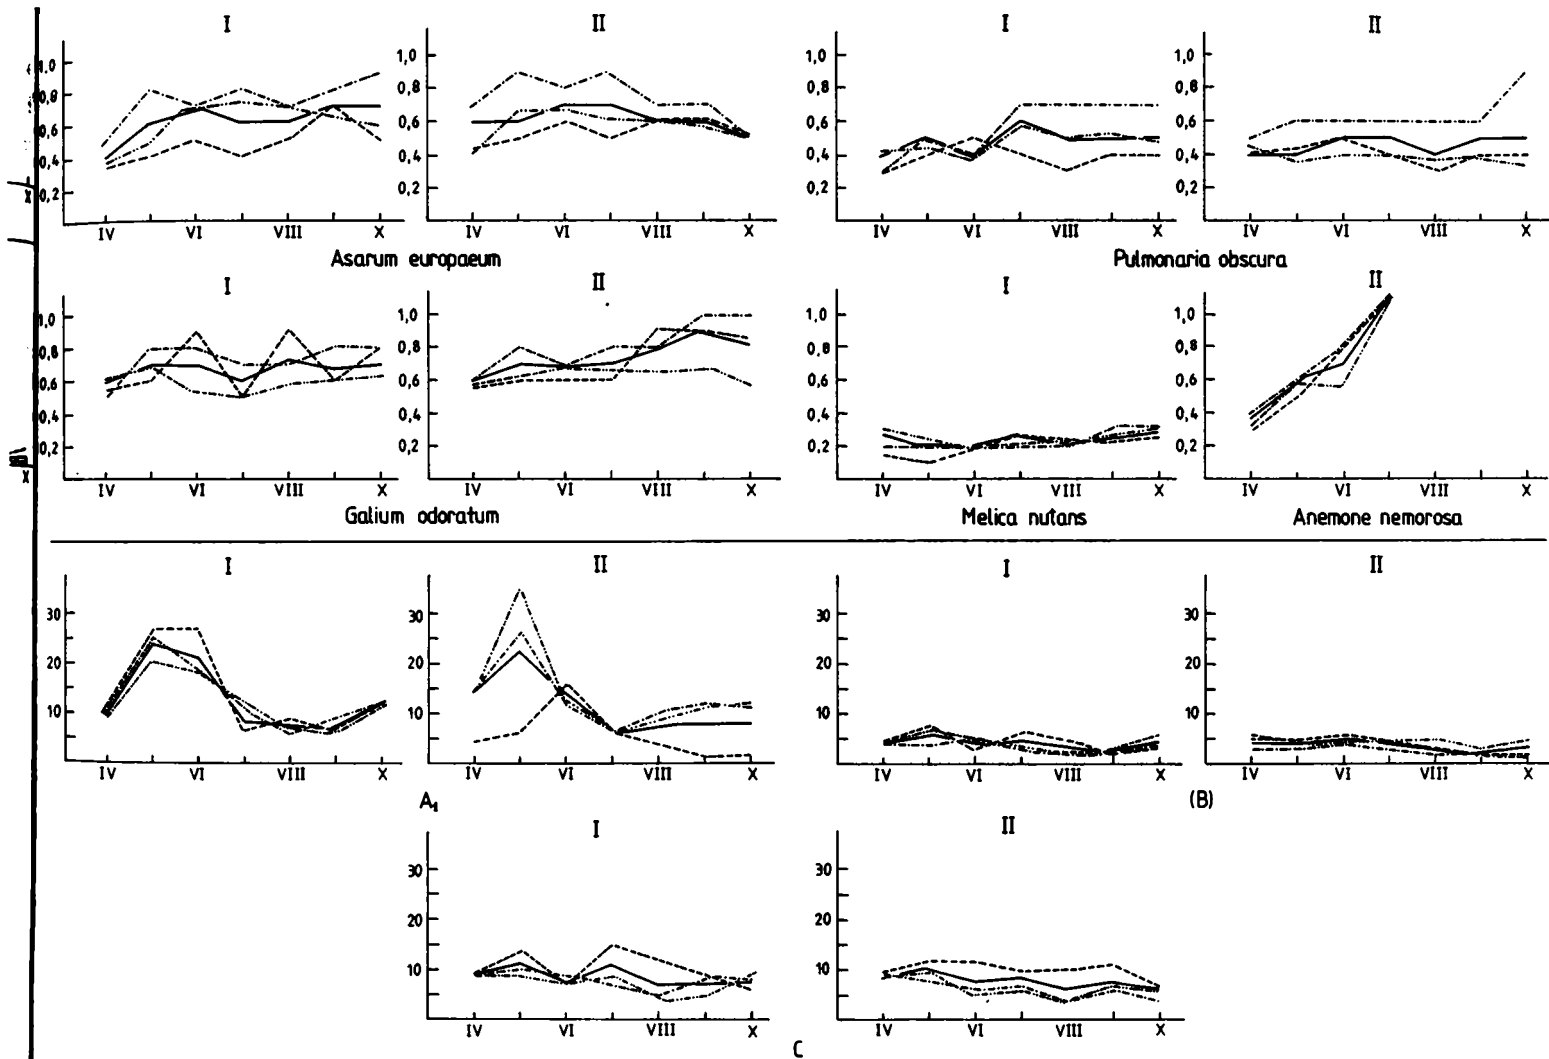 I II I II
1,0 1,0 1,0 1,0
0,8 0,8 0,8 0,8
0,6 0,6 0,6 0,6
0,4 0,4 0,4 0,4
0,2 0,2 0,2 0,2
IV VI VIII X IV VI VIII X IV VI VIII X IV VI VIII X
Asarum europaeum Pulmonaria obscura
I II I II
1,0 1,0 1,0 1,0
0,8 0,8 0,8 0,8
0,6 0,6 0,6 0,6
0,4 0,4 0,4 0,4
0,2 0,2 0,2 0,2
IV VI VIII X IV VI VIII X IV VI VIII X IV VI VIII X
Galium odoratum Melica nutans Anemone nemorosa
I II I II
30 30 30 30
20 20 20 20
10 10 10 10
IV VI VIII X IV VI VIII X IV VI VIII X IV VI VIII X
A₁ (B)
I II
30 30
20 20
10 10
IV VI VIII X IV VI VIII X
C